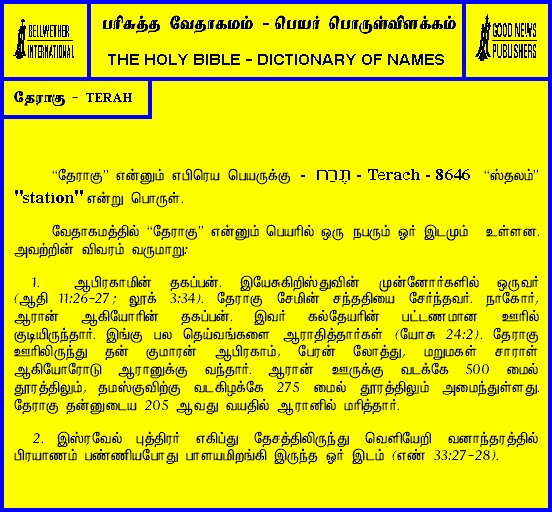 BELLWETHER
INTERNATIONAL
பரிசுத்த வேதாகமம் - பெயர் பொருள்விளக்கம்
THE HOLY BIBLE - DICTIONARY OF NAMES
GOOD NEWS
PUBLISHERS
தேராகு - TERAH
“தேராகு” என்னும் எபிரெய பெயருக்கு - תֶּרַח - Terach - 8646 “ஸ்தலம்”
"station" என்று பொருள்.
வேதாகமத்தில் “தேராகு” என்னும் பெயரில் ஒரு நபரும் ஓர் இடமும் உள்ளன.
அவற்றின் விவரம் வருமாறு:
1. ஆபிரகாமின் தகப்பன். இயேசுகிறிஸ்துவின் முன்னோர்களில் ஒருவர்
(ஆதி 11:26-27; லூக் 3:34). தேராகு சேமின் சந்ததியை சேர்ந்தவர். நாகோர்,
ஆரான் ஆகியோரின் தகப்பன். இவர் கல்தேயரின் பட்டணமான ஊரில்
குடியிருந்தார். இங்கு பல தெய்வங்களை ஆராதித்தார்கள் (யோசு 24:2). தேராகு
ஊரிலிருந்து தன் குமாரன் ஆபிரகாம், பேரன் லோத்து, மறுமகள் சாராள்
ஆகியோரோடு ஆரானுக்கு வந்தார். ஆரான் ஊருக்கு வடக்கே 500 மைல்
தூரத்திலும், தமஸ்குவிற்கு வடகிழக்கே 275 மைல் தூரத்திலும் அமைந்துள்ளது.
தேராகு தன்னுடைய 205 ஆவது வயதில் ஆரானில் மரித்தார்.
2. இஸ்ரவேல் புத்திரர் எகிப்து தேசத்திலிருந்து வெளியேறி வனாந்தரத்தில்
பிரயாணம் பண்ணியபோது பாளயமிறங்கி இருந்த ஓர் இடம் (எண் 33:27-28).